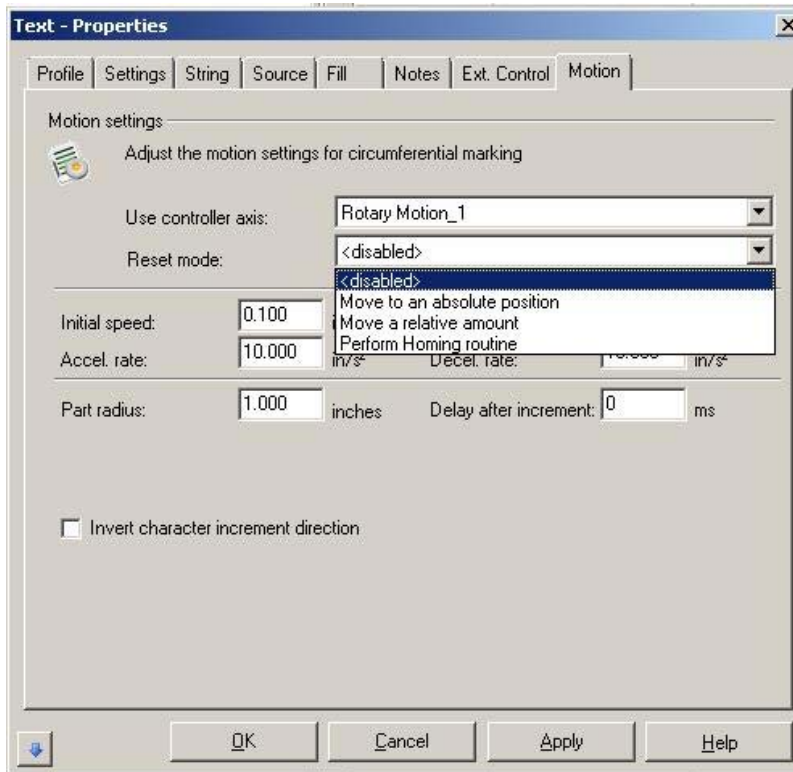 Text - Properties
Profile Settings String Source Fill Notes Ext. Control Motion
Motion settings
Adjust the motion settings for circumferential marking
Use controller axis: Rotary Motion_1
Reset mode: <disabled>
<disabled>
Move to an absolute position
Move a relative amount
Perform Homing routine
Initial speed: 0.100
Accel. rate: 10.000 in/s² Decel. rate: in/s²
Part radius: 1.000 inches Delay after increment: 0 ms
Invert character increment direction
OK Cancel Apply Help